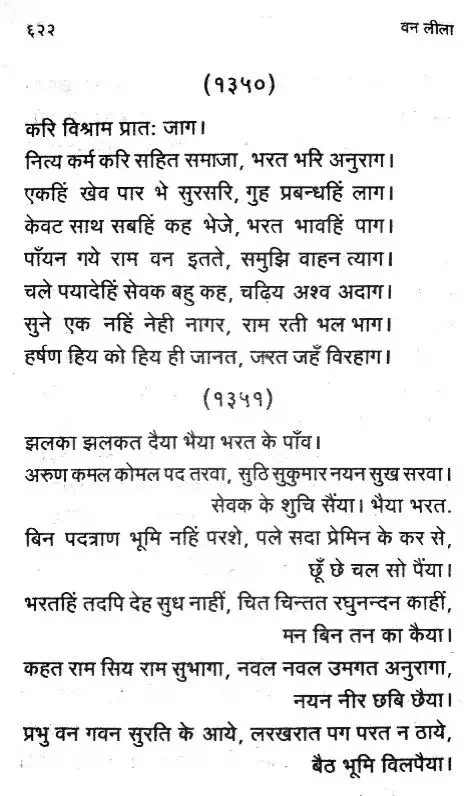 ६२२ वन लीला
(१३५०)
करि विश्राम प्रातः जाग।
नित्य कर्म करि सहित समाजा, भरत भरि अनुराग।
एकहिं खेव पार भे सुरसरि, गुह प्रबन्धहिं लाग।
केवट साथ सबहिं कह भेजे, भरत भावहिं पाग।
पाँयन गये राम वन इतते, समुझि वाहन त्याग।
चले पयादेहिं सेवक बहु कह, चढ़िय अश्व अदाग।
सुने एक नहिं नेही नागर, राम रती भल भाग।
हर्षण हिय को हिय ही जानत, जरत जहँ विरहाग।
(१३५१)
झलका झलकत दैया भैया भरत के पाँव।
अरुण कमल कोमल पद तरवा, सुठि सुकुमार नयन सुख सरवा।
सेवक के शुचि सैंया। भैया भरत.
बिन पदत्राण भूमि नहिं परशे, पले सदा प्रेमिन के कर से,
छूँ छे चल सो पैंया।
भरतहिं तदपि देह सुध नाहीं, चित चिन्तत रघुनन्दन काहीं,
मन बिन तन का कैया।
कहत राम सिय राम सुभागा, नवल नवल उमगत अनुरागा,
नयन नीर छबि छैया।
प्रभु वन गवन सुरति के आये, लरखरात पग परत न ठाये,
बैठ भूमि विलपैया।